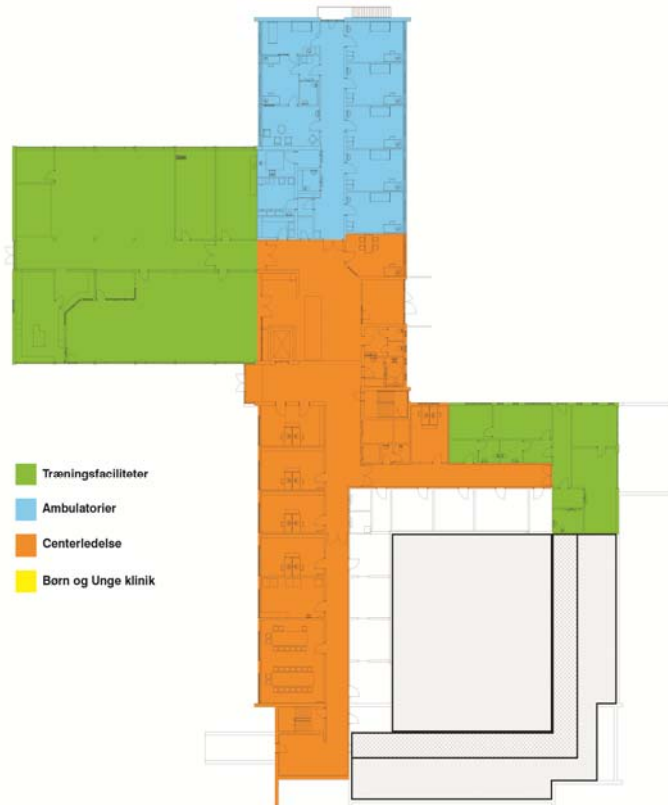 Træningsfaciliteter
Ambulatorier
Centerledelse
Børn og Unge klinik